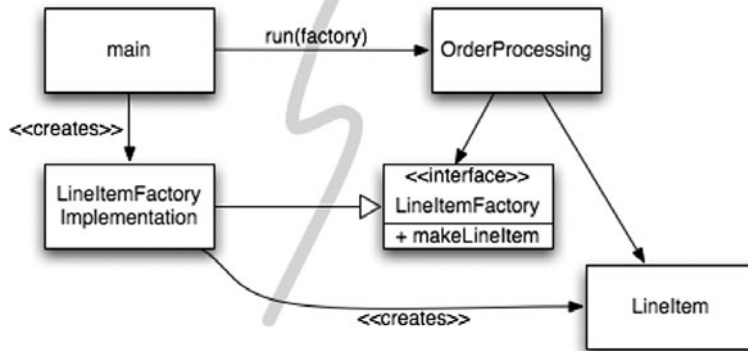 main
run(factory)
OrderProcessing
<<creates>>
LineItemFactory
Implementation
<<interface>>
LineItemFactory
+ makeLineItem
<<creates>>
LineItem